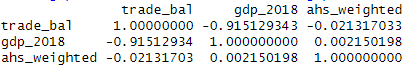 trade_bal gdp_2018 ahs_weighted
trade_bal 1.00000000 -0.915129343 -0.021317033
gdp_2018 -0.91512934 1.000000000 0.002150198
ahs_weighted -0.02131703 0.002150198 1.000000000